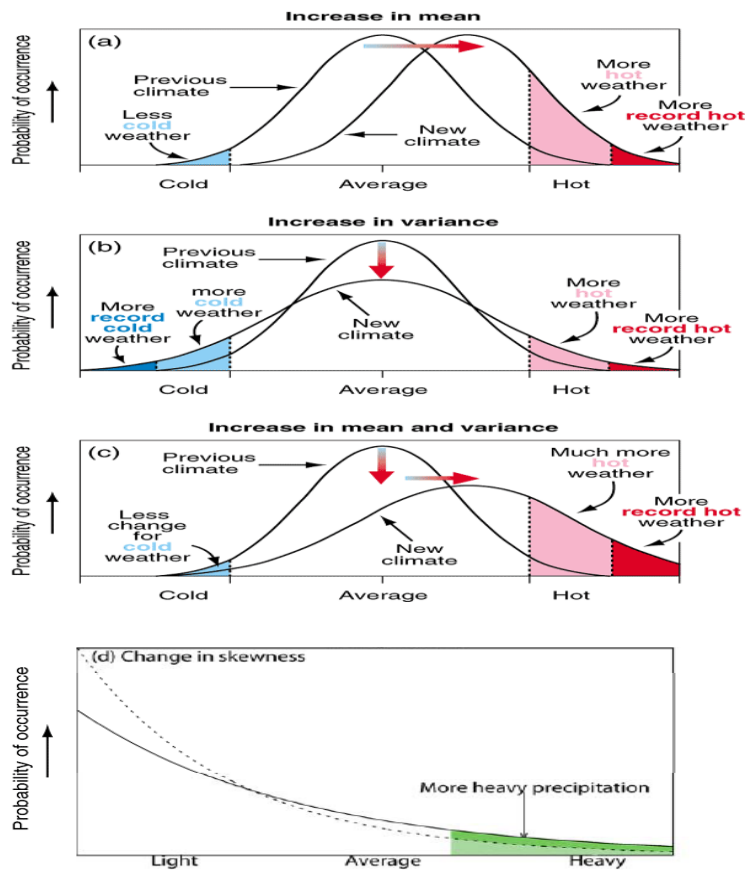 Increase in mean
(a)
Probability of occurrence
Previous
climate
Less
cold
weather
New
climate
More
hot
weather
More
record hot
weather
Cold
Average
Hot
Increase in variance
(b)
Probability of occurrence
Previous
climate
More
record
cold
weather
more
cold
weather
New
climate
More
hot
weather
More
record hot
weather
Cold
Average
Hot
Increase in mean and variance
(c)
Probability of occurrence
Previous
climate
Less
change
for
cold
weather
New
climate
Much more
hot
weather
More
record hot
weather
Cold
Average
Hot
(d) Change in skewness
Probability of occurrence
More heavy precipitation
Light
Average
Heavy